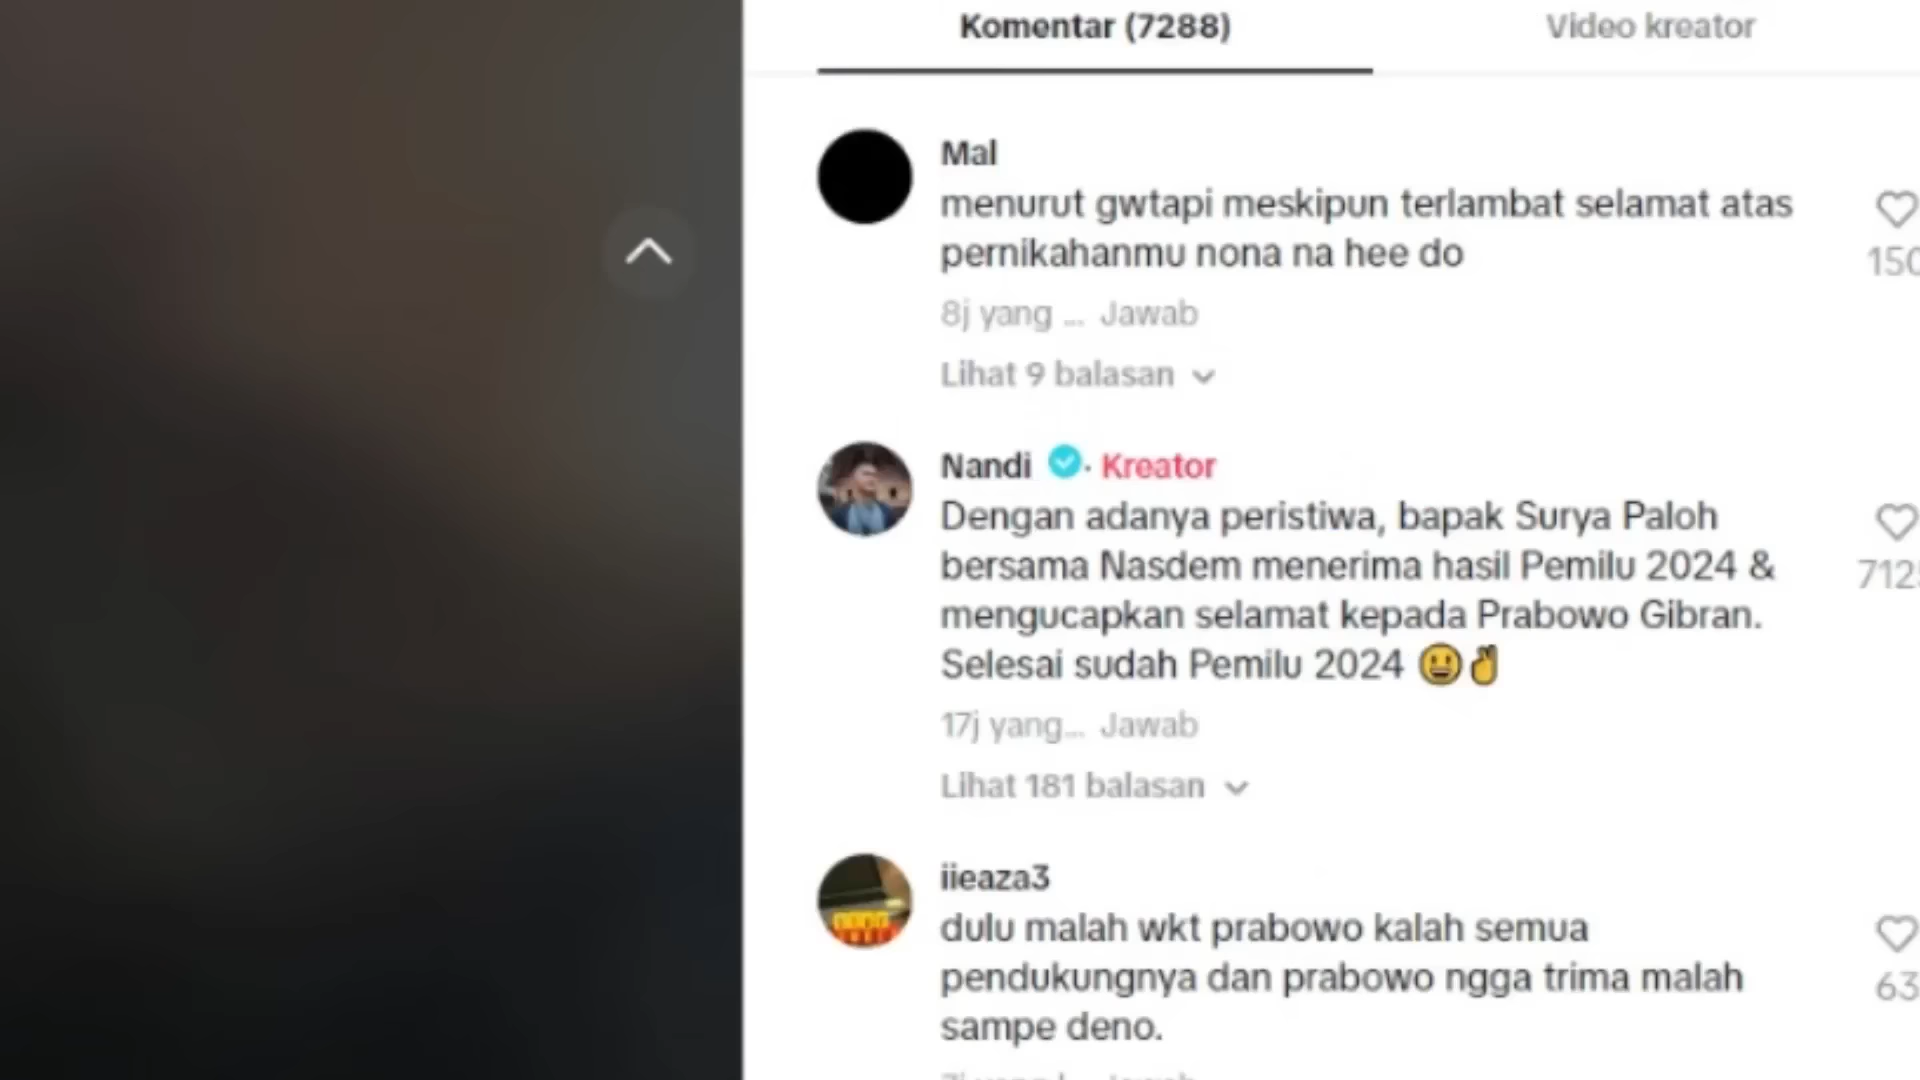 Komentar (7288)
Video kreator
Mal
menurut gwtapi meskipun terlambat selamat atas
pernikahanmu nona na hee do
150
8j yang ... Jawab
Lihat 9 balasan
Nandi · Kreator
Dengan adanya peristiwa, bapak Surya Paloh
bersama Nasdem menerima hasil Pemilu 2024 &
mengucapkan selamat kepada Prabowo Gibran.
Selesai sudah Pemilu 2024 😀✌
17j yang... Jawab
Lihat 181 balasan
iieaza3
dulu malah wkt prabowo kalah semua
pendukungnya dan prabowo ngga trima malah
sampe deno.
63